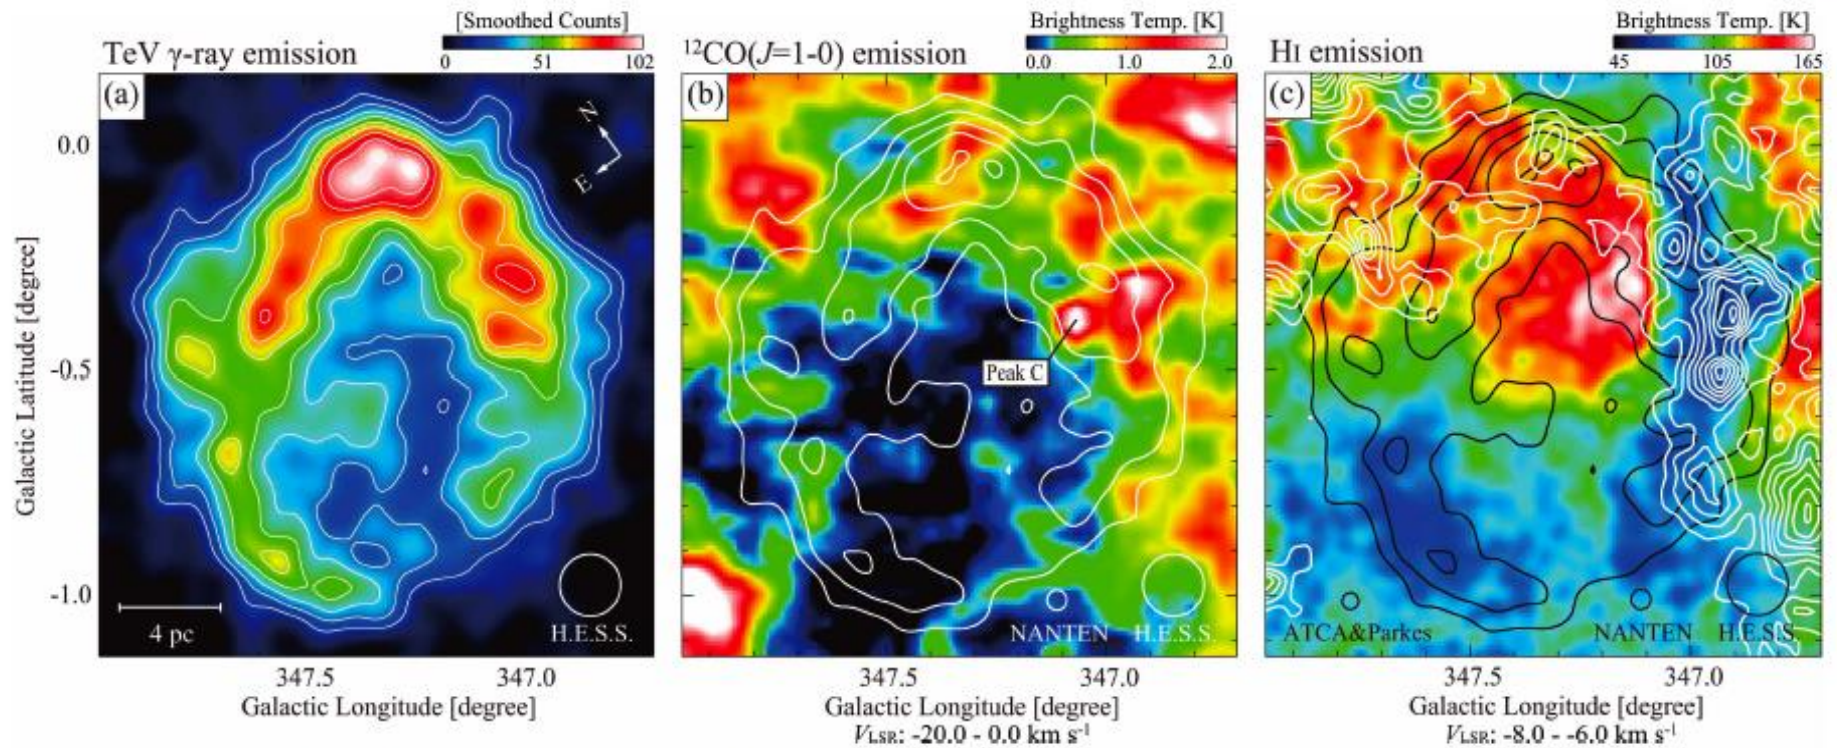 [Smoothed Counts]
TeV γ-ray emission
0 51 102
(a)
N
E
4 pc
H.E.S.S.
0.0
-0.5
-1.0
Galactic Latitude [degree]
347.5 347.0
Galactic Longitude [degree]
Brightness Temp. [K]
¹²CO(J=1-0) emission
0.0 1.0 2.0
(b)
Peak C
NANTEN H.E.S.S.
347.5 347.0
Galactic Longitude [degree]
VLSR: -20.0 - 0.0 km s⁻¹
Brightness Temp. [K]
HI emission
45 105 165
(c)
ATCA&Parkes NANTEN H.E.S.S.
347.5 347.0
Galactic Longitude [degree]
VLSR: -8.0 - -6.0 km s⁻¹